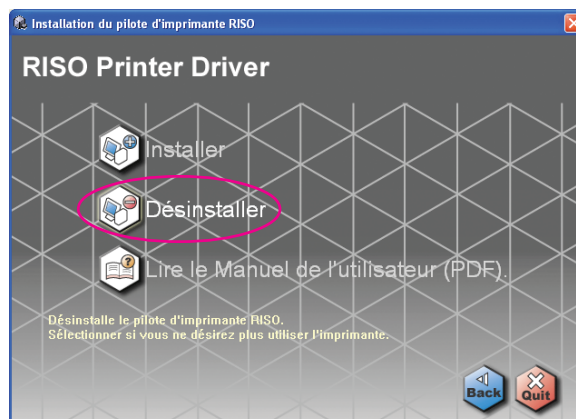 Installation du pilote d'imprimante RISO
RISO Printer Driver
Installer
Désinstaller
Lire le Manuel de l'utilisateur (PDF).
Désinstalle le pilote d'imprimante RISO.
Sélectionner si vous ne désirez plus utiliser l'imprimante.
Back
Quit